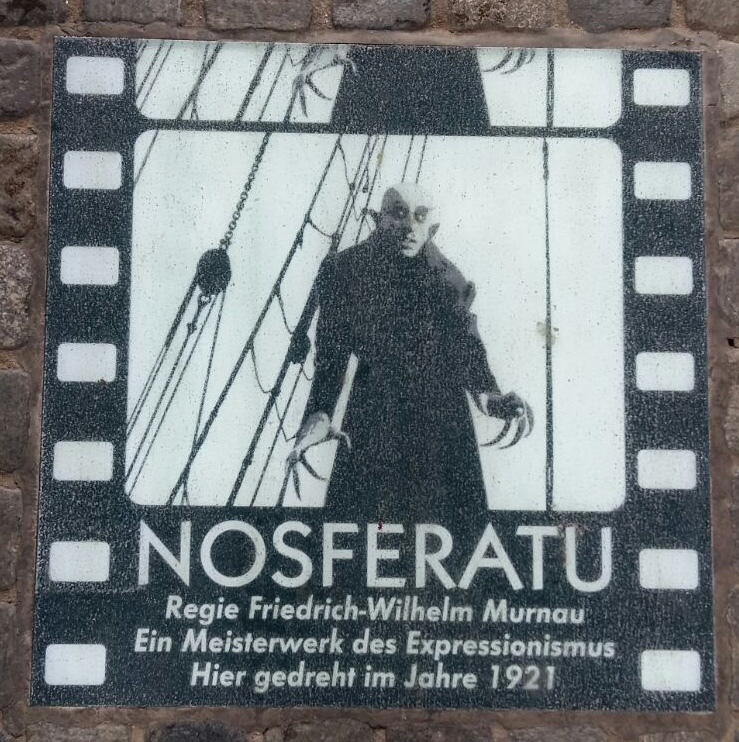 NOSFERATU
Regie Friedrich-Wilhelm Murnau
Ein Meisterwerk des Expressionismus
Hier gedreht im Jahre 1921